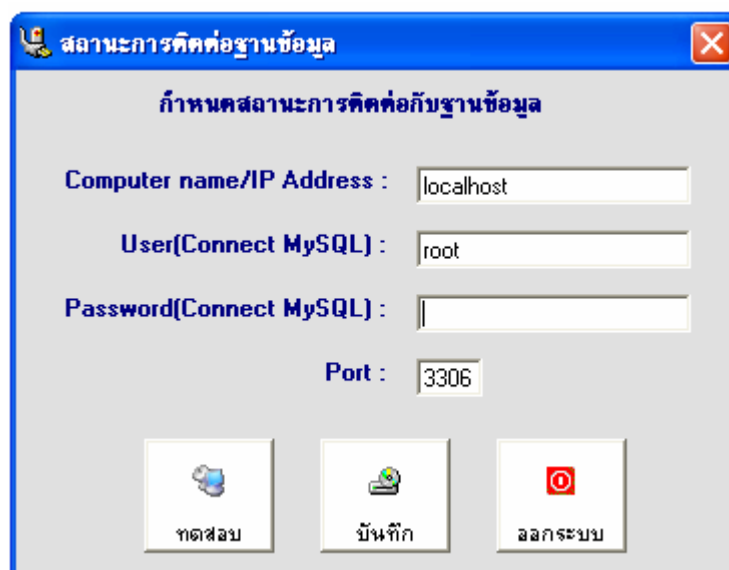 สถานะการติดต่อฐานข้อมูล
กำหนดสถานะการติดต่อกับฐานข้อมูล
Computer name/IP Address : localhost
User(Connect MySQL) : root
Password(Connect MySQL) :
Port : 3306
ทดสอบ บันทึก ออกระบบ